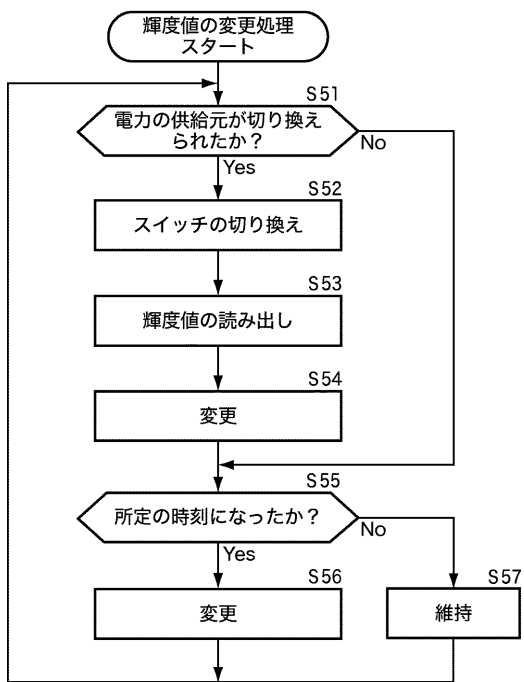 輝度値の変更処理
スタート
S51
電力の供給元が切り換え
られたか？
No
Yes
S52
スイッチの切り換え
S53
輝度値の読み出し
S54
変更
S55
所定の時刻になったか？
No
Yes
S56
変更
S57
維持